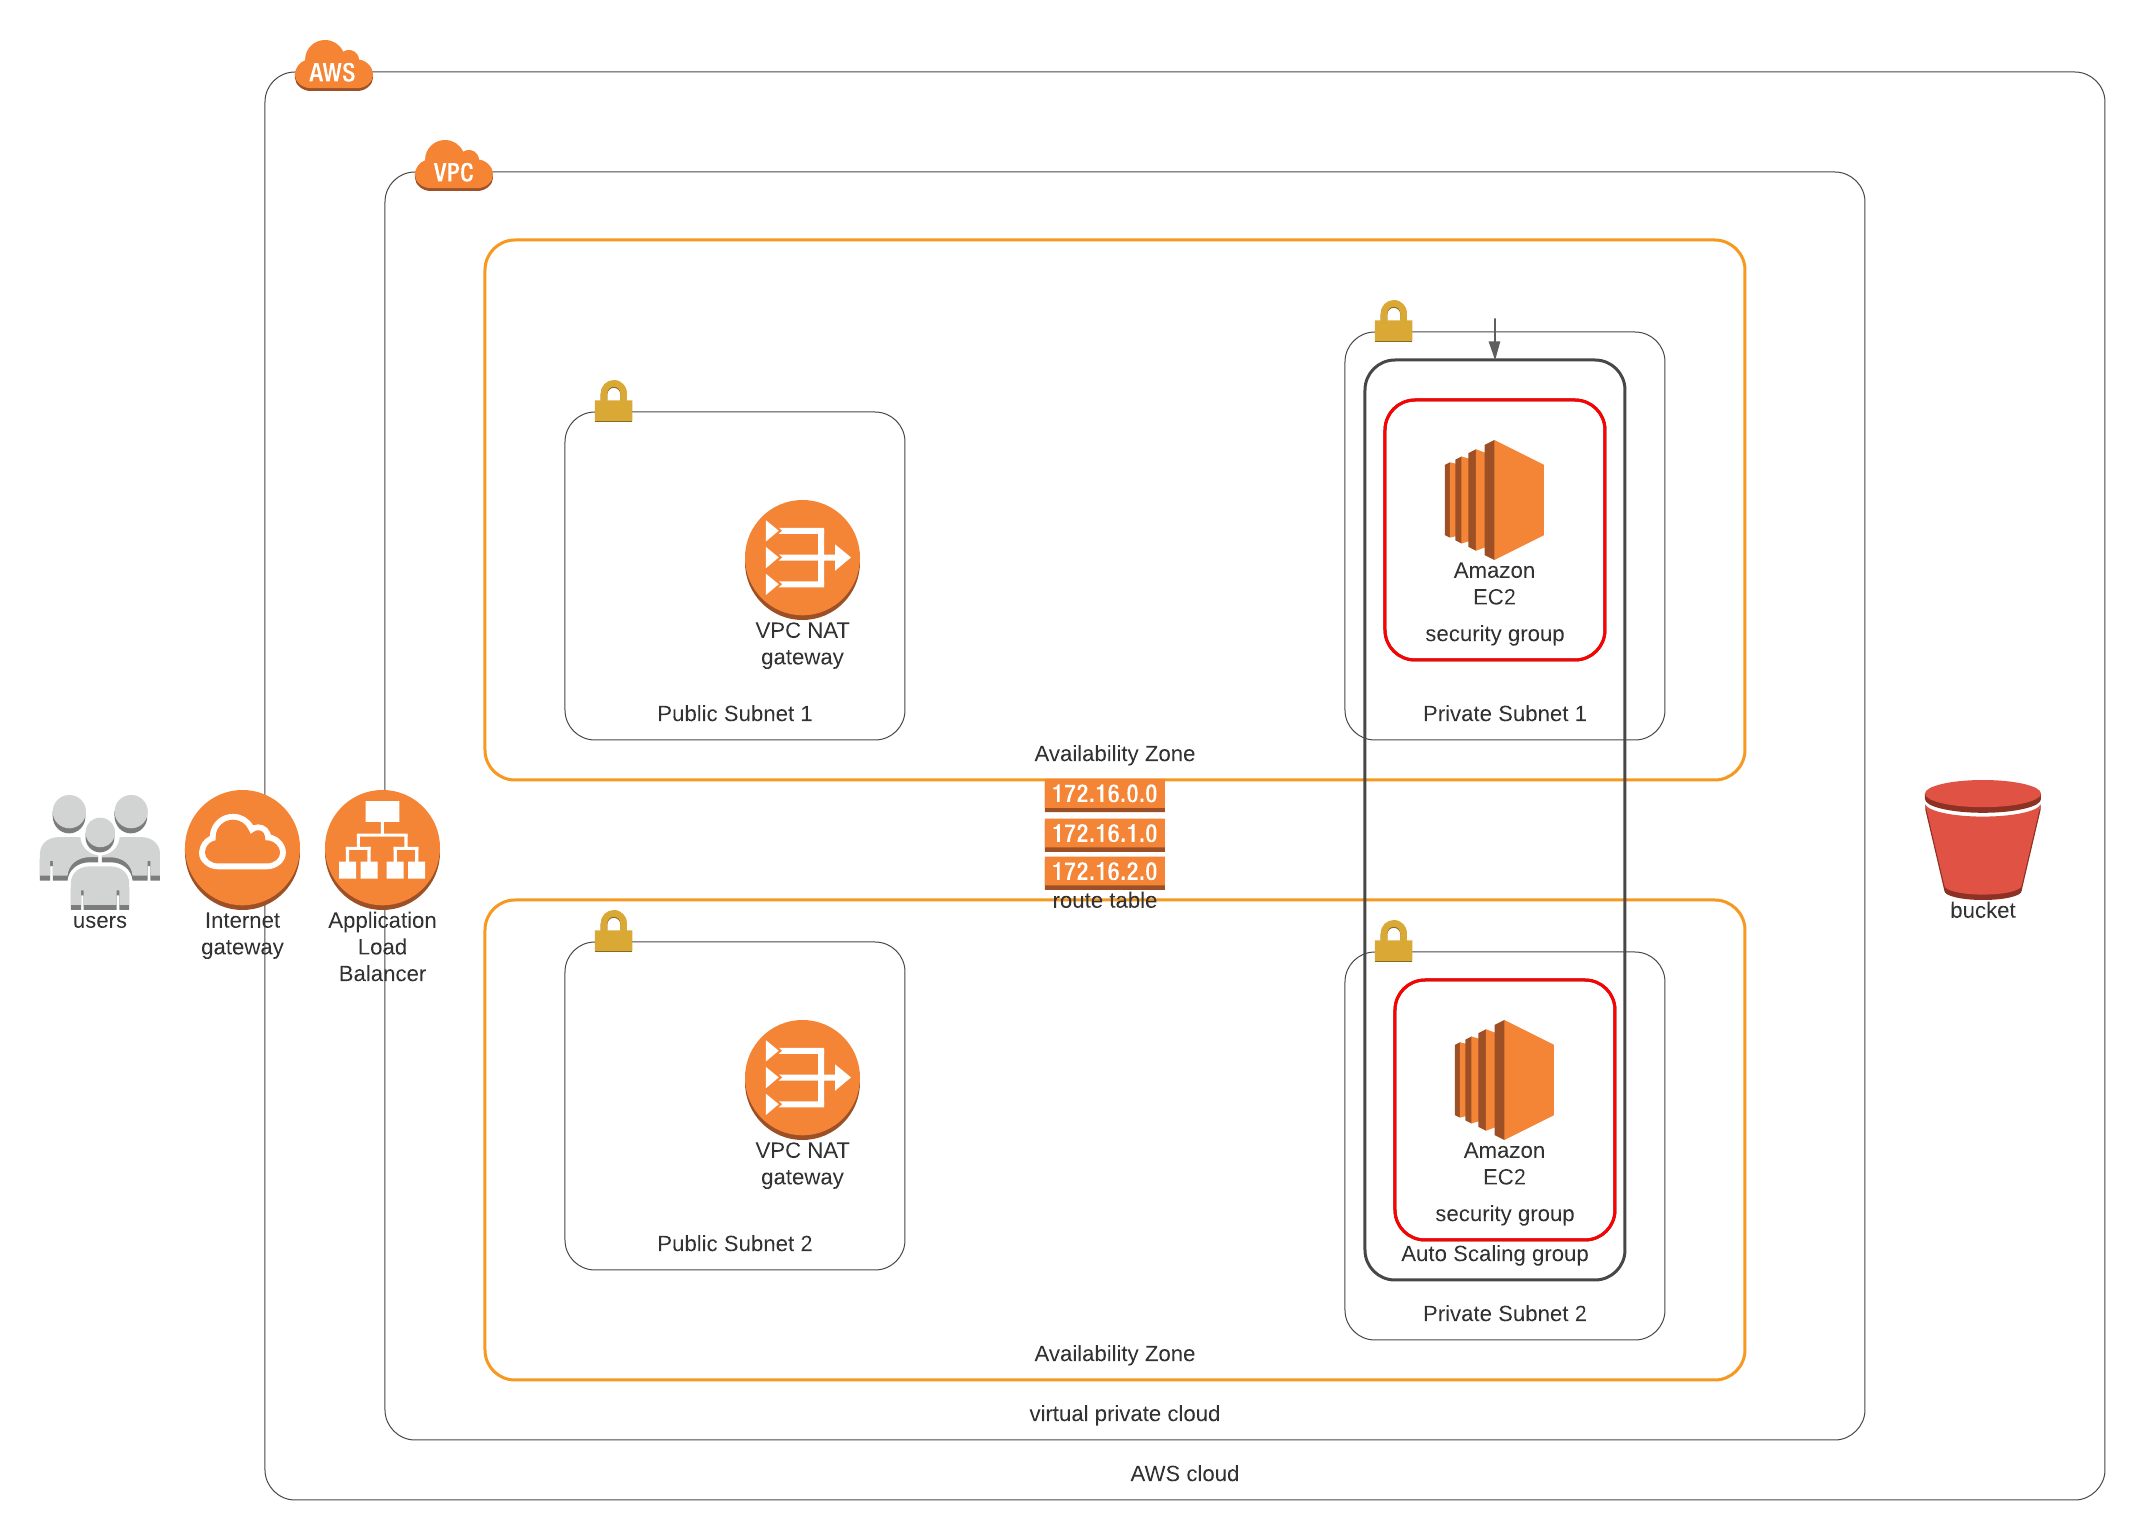 AWS
VPC
Amazon
EC2
security group
VPC NAT
gateway
Public Subnet 1
Private Subnet 1
Availability Zone
172.16.0.0
172.16.1.0
172.16.2.0
route table
users
Internet
gateway
Application
Load
Balancer
bucket
VPC NAT
gateway
Amazon
EC2
security group
Public Subnet 2
Auto Scaling group
Private Subnet 2
Availability Zone
virtual private cloud
AWS cloud